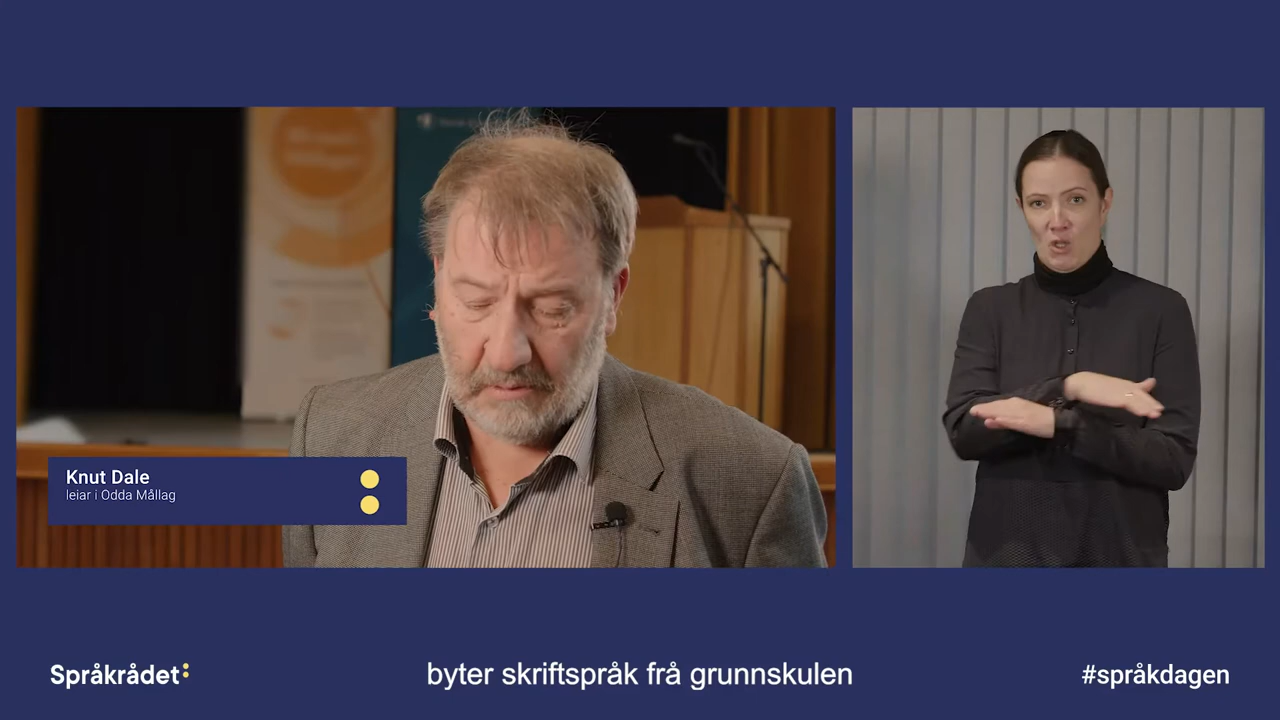 Knut Dale
leiar i Odda Mållag
Språkrådet:
byter skriftspråk frå grunnskulen
#språkdagen